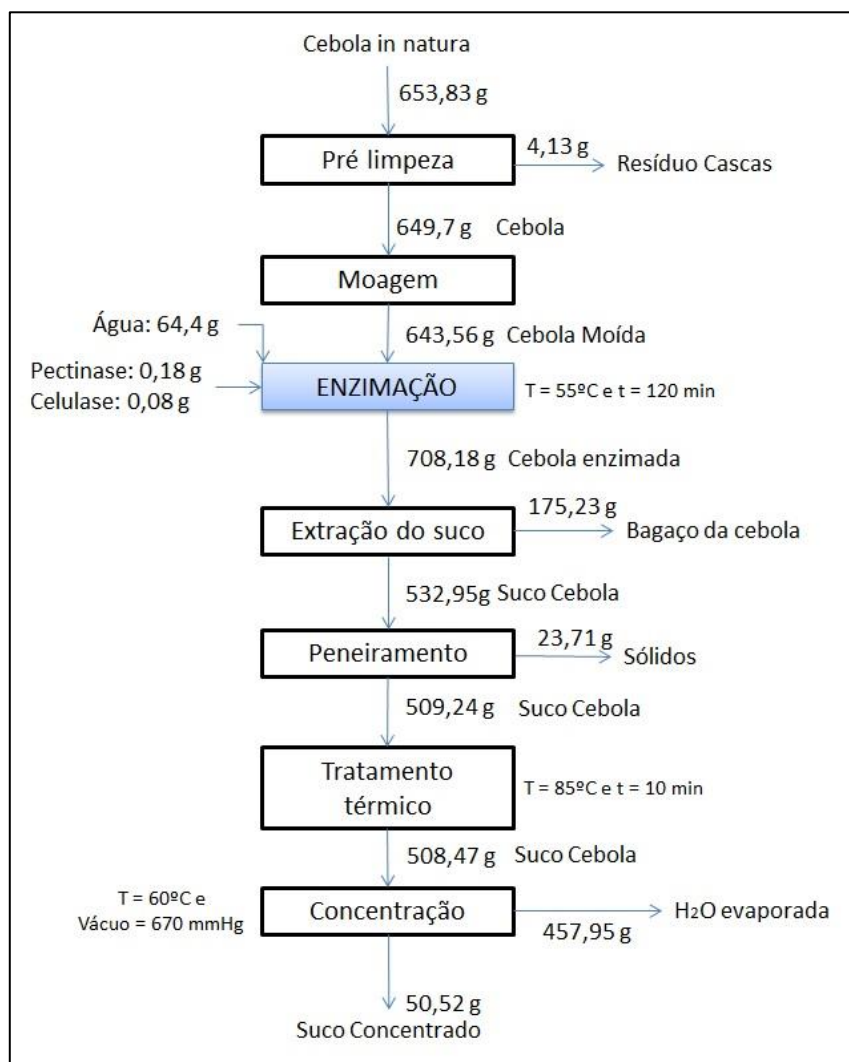 Cebola in natura
653,83 g
Pré limpeza
4,13 g
Resíduo Cascas
649,7 g Cebola
Moagem
Água: 64,4 g
643,56 g Cebola Moída
Pectinase: 0,18 g
Celulase: 0,08 g
ENZIMAÇÃO
T = 55ºC e t = 120 min
708,18 g Cebola enzimada
175,23 g
Extração do suco
Bagaço da cebola
532,95g Suco Cebola
Peneiramento
23,71 g
Sólidos
509,24 g Suco Cebola
Tratamento
térmico
T = 85ºC e t = 10 min
508,47 g Suco Cebola
T = 60ºC e
Vácuo = 670 mmHg
Concentração
H2O evaporada
457,95 g
50,52 g
Suco Concentrado